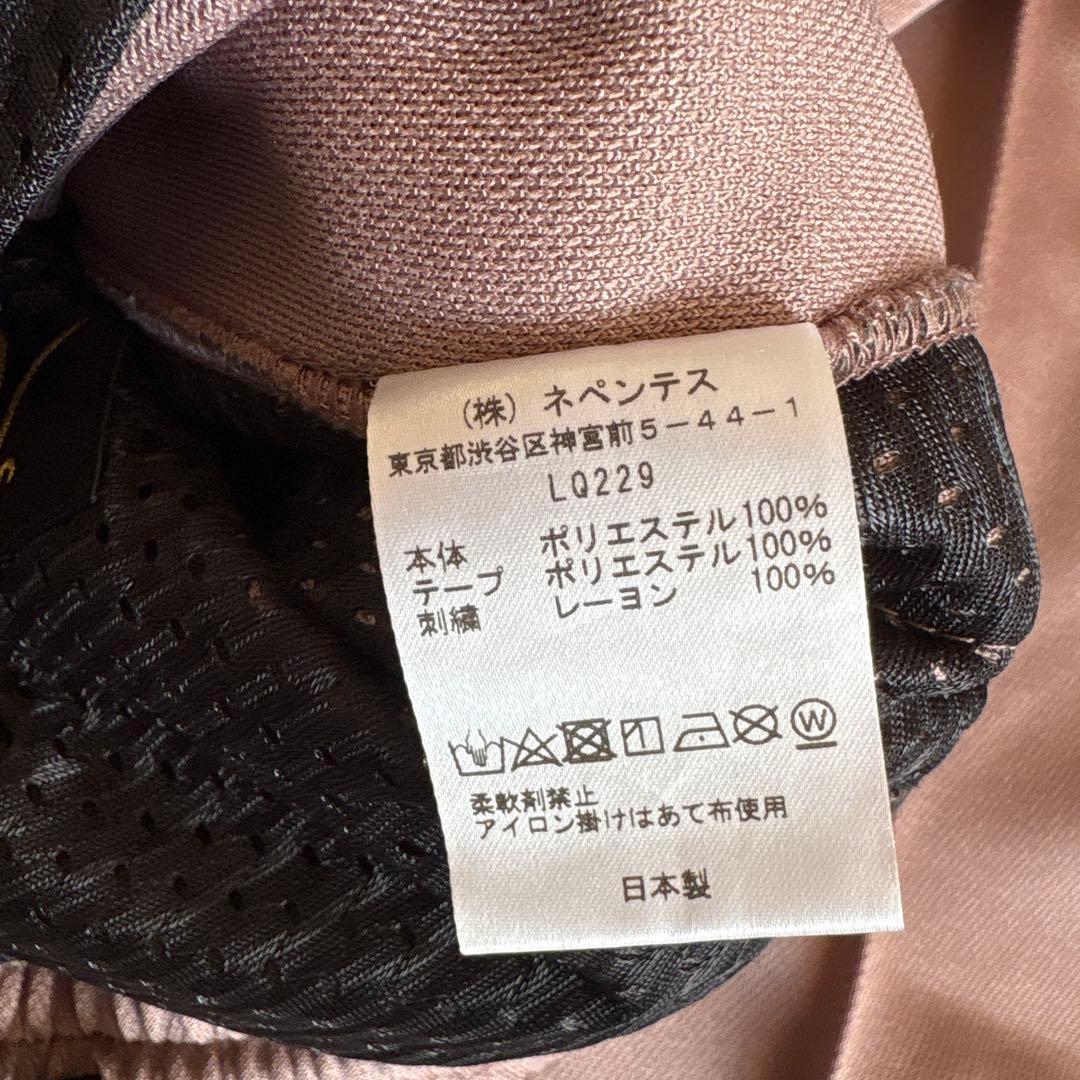 (株) ネペンテス
東京都渋谷区神宮前5-44-1
LQ229
本体 ポリエステル100%
テープ ポリエステル100%
刺繍 レーヨン 100%
W
柔軟剤禁止
アイロン掛けはあて布使用
日本製